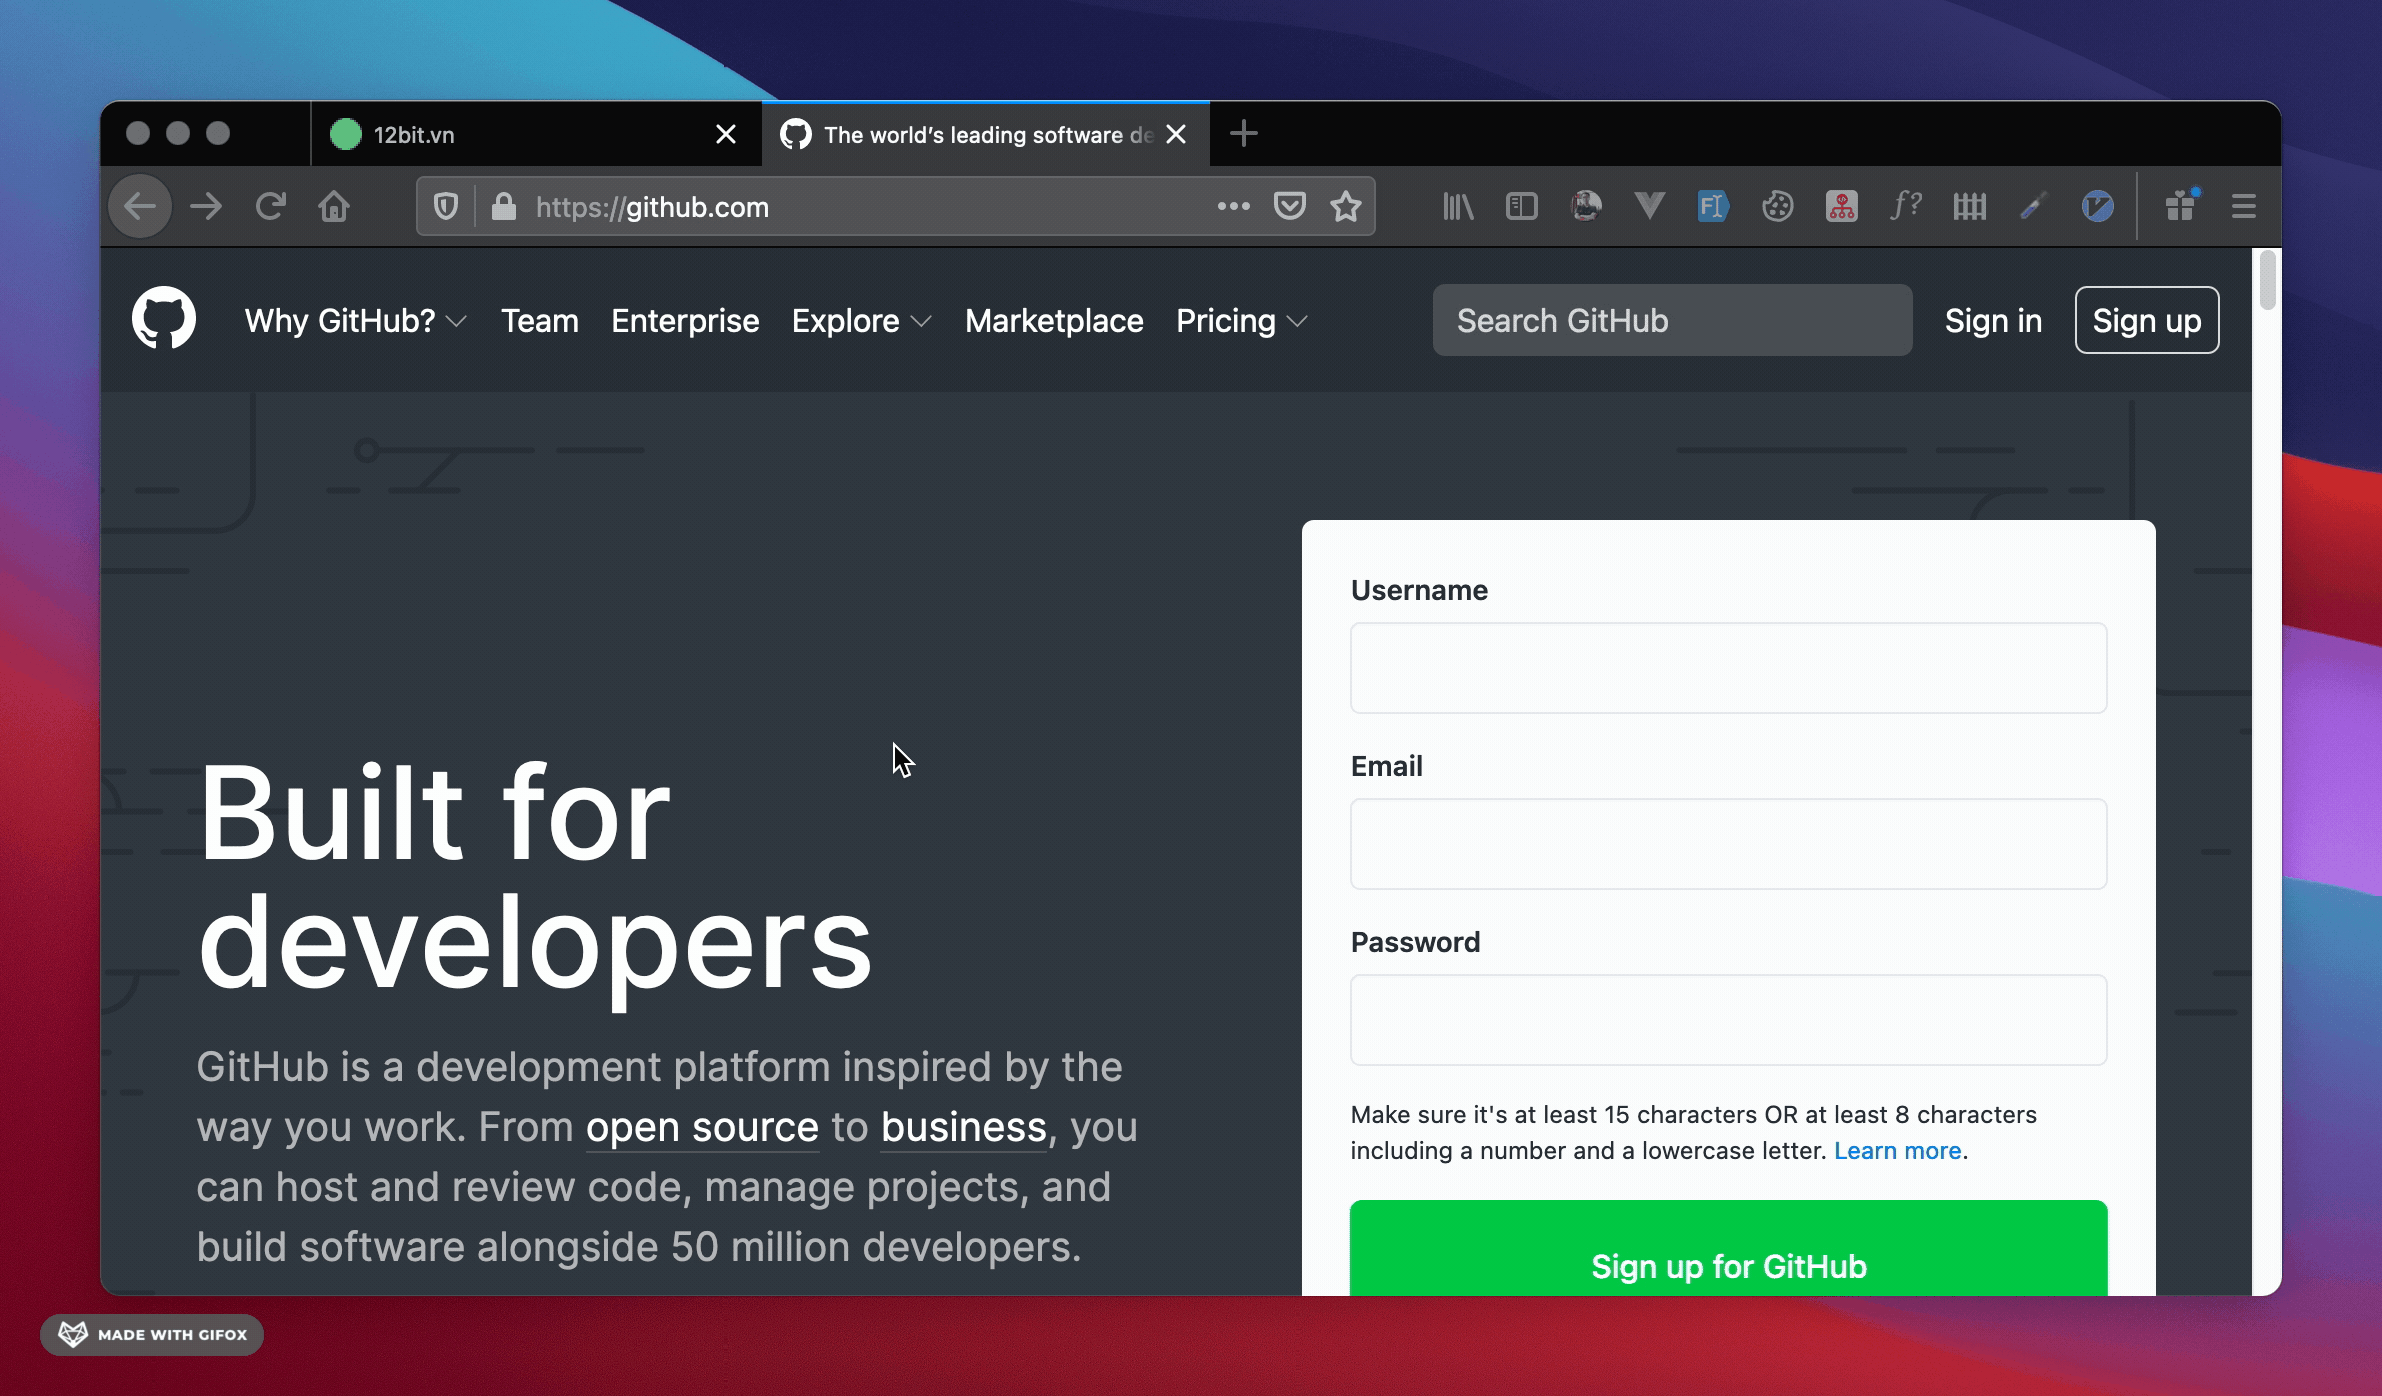 12bit.vn
The world’s leading software de
https://github.com
Why GitHub? Team Enterprise Explore Marketplace Pricing
Search GitHub
Sign in
Sign up
Built for
developers
GitHub is a development platform inspired by the
way you work. From open source to business, you
can host and review code, manage projects, and
build software alongside 50 million developers.
Username
Email
Password
Make sure it's at least 15 characters OR at least 8 characters
including a number and a lowercase letter. Learn more.
Sign up for GitHub
MADE WITH GIFOX